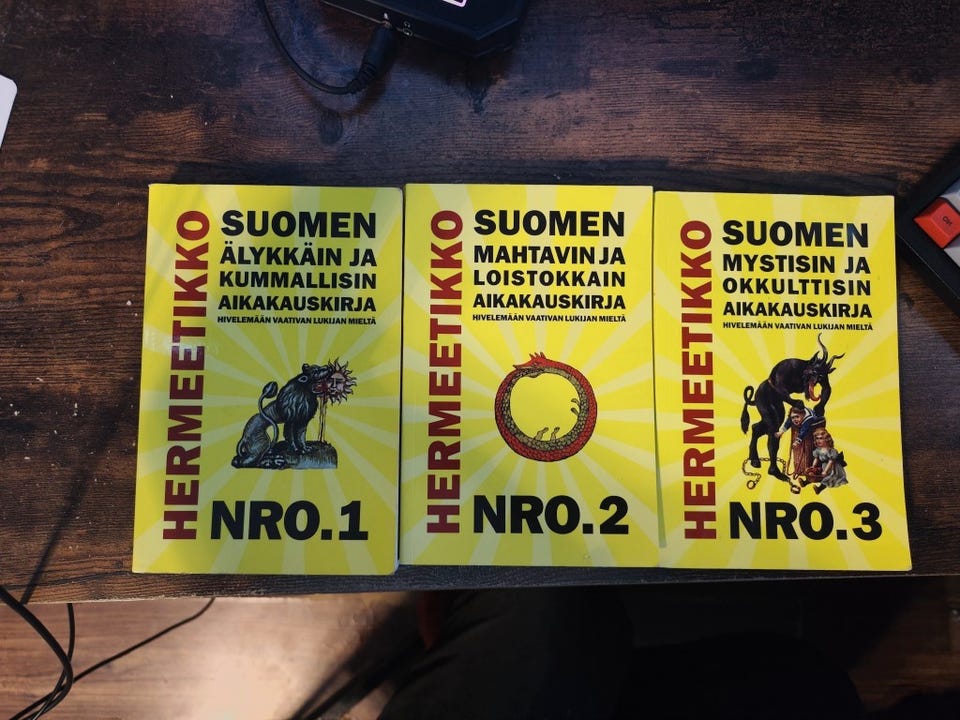 HERMEETIKKO
SUOMEN
ÄLYKKÄIN JA
KUMMALLISIN
AIKAKAUSKIRJA
HIVELEMÄÄN VAATIVAN LUKIJAN MIELTÄ
NRO.1
HERMEETIKKO
SUOMEN
MAHTAVIN JA
LOISTOKKAIN
AIKAKAUSKIRJA
HIVELEMÄÄN VAATIVAN LUKIJAN MIELTÄ
NRO.2
HERMEETIKKO
SUOMEN
MYSTISIN JA
OKKULTTISIN
AIKAKAUSKIRJA
HIVELEMÄÄN VAATIVAN LUKIJAN MIELTÄ
NRO.3
Ctrl